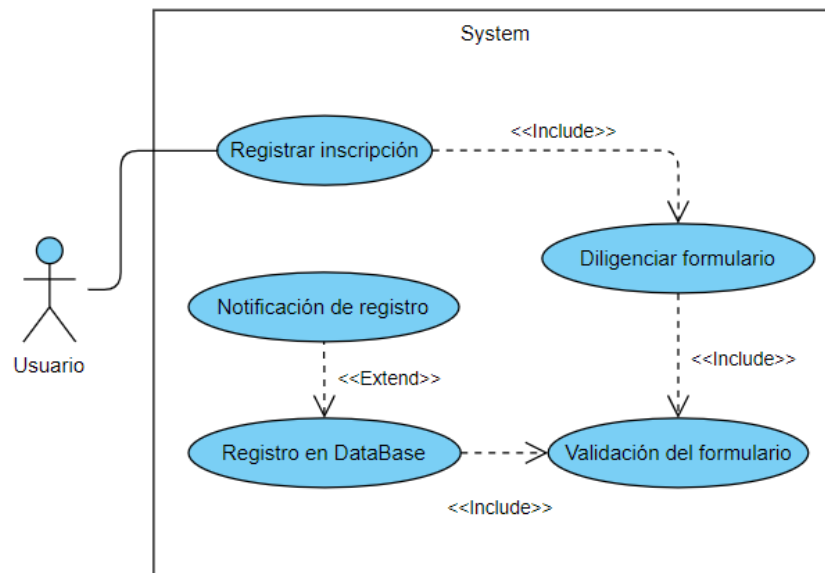 System
<<Include>>
Registrar inscripción
Diligenciar formulario
Notificación de registro
Usuario
<<Include>>
<<Extend>>
Registro en DataBase
Validación del formulario
<<Include>>